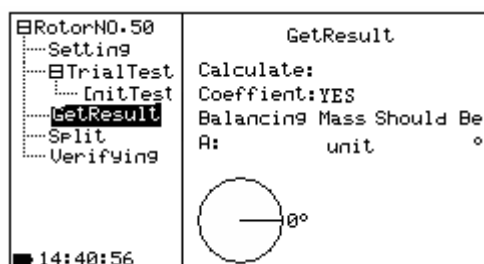 RotorNO.50
Setting
TrialTest
InitTest
GetResult
Split
Verifying
14:40:56
GetResult
Calculate:
Coeffient:YES
Balancing Mass Should Be
A: unit °
0°